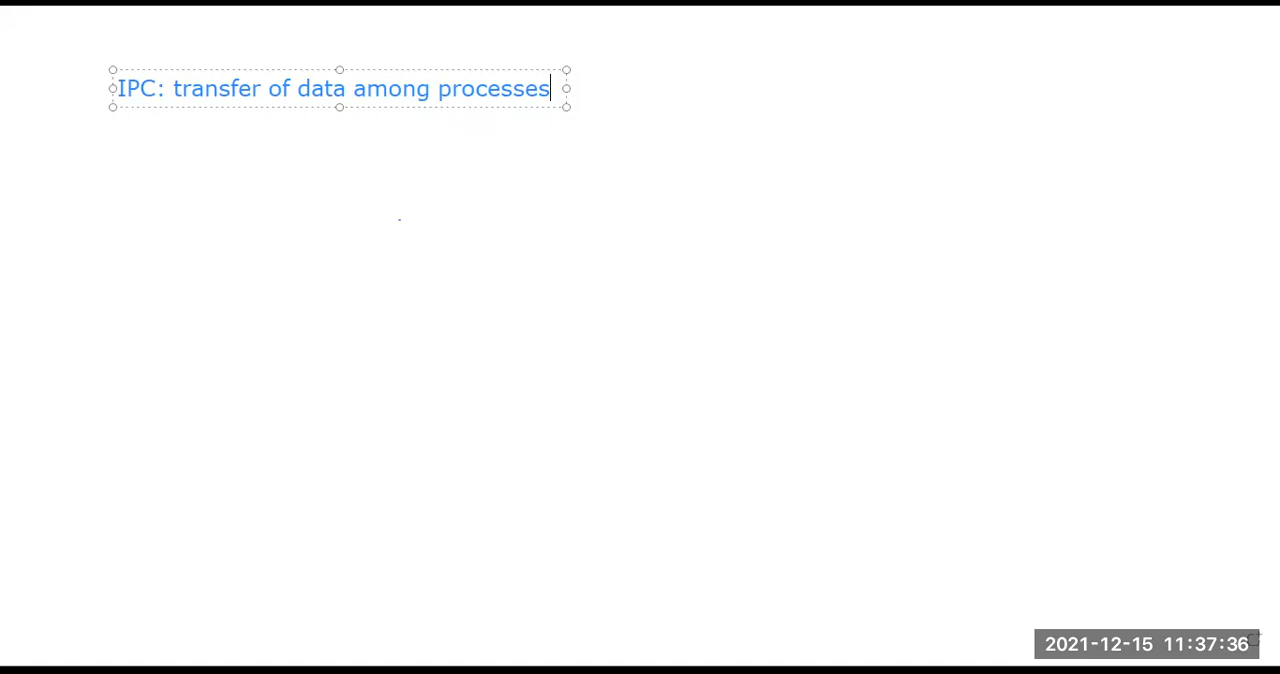 IPC: transfer of data among processes
2021-12-15 11:37:36